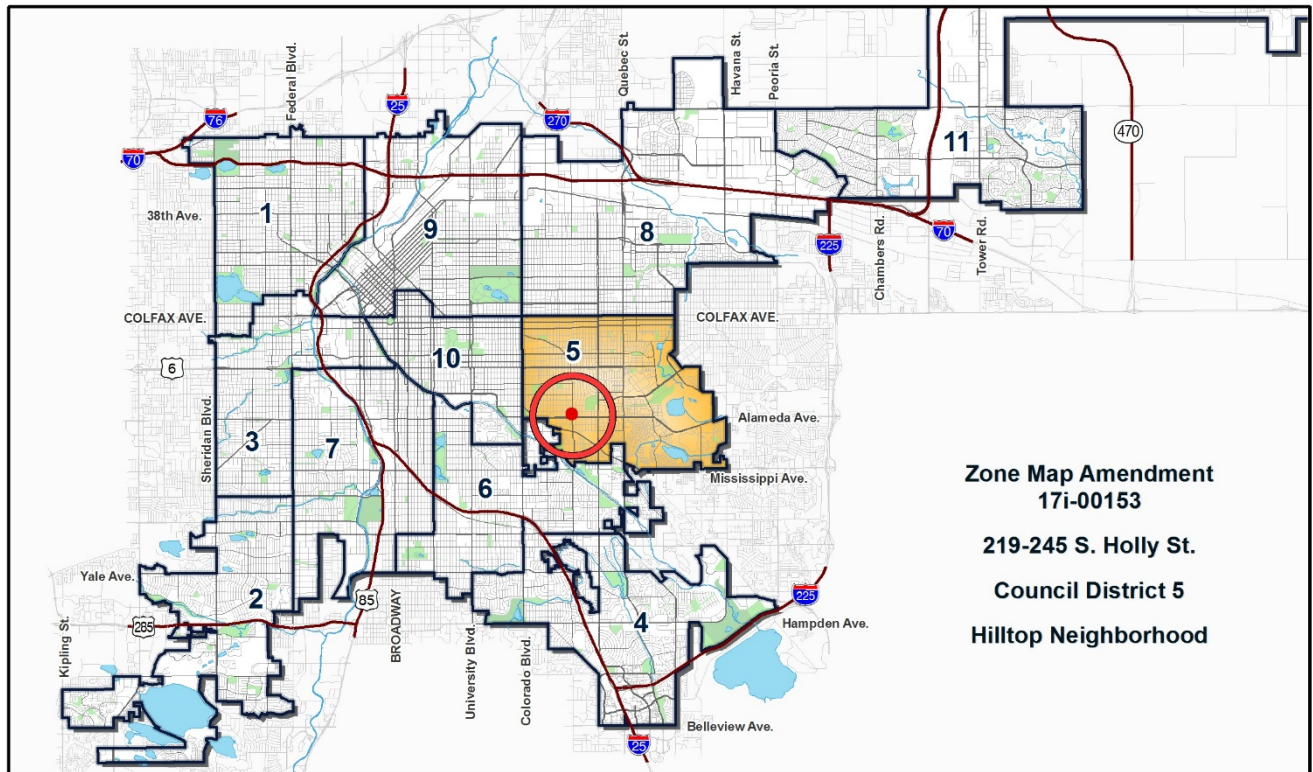 Federal Blvd.
Quebec St.
Havana St.
Peoria St.
76
25
270
470
70
11
1
9
8
38th Ave.
225
Chambers Rd.
70
Tower Rd.
COLFAX AVE.
COLFAX AVE.
10
5
6
Sheridan Blvd.
Alameda Ave.
3
7
6
Mississippi Ave.
Zone Map Amendment
17i-00153
219-245 S. Holly St.
Council District 5
Hilltop Neighborhood
Yale Ave.
2
85
285
Kipling St.
BROADWAY
University Blvd.
Colorado Blvd.
4
225
Hampden Ave.
Belleview Ave.
25